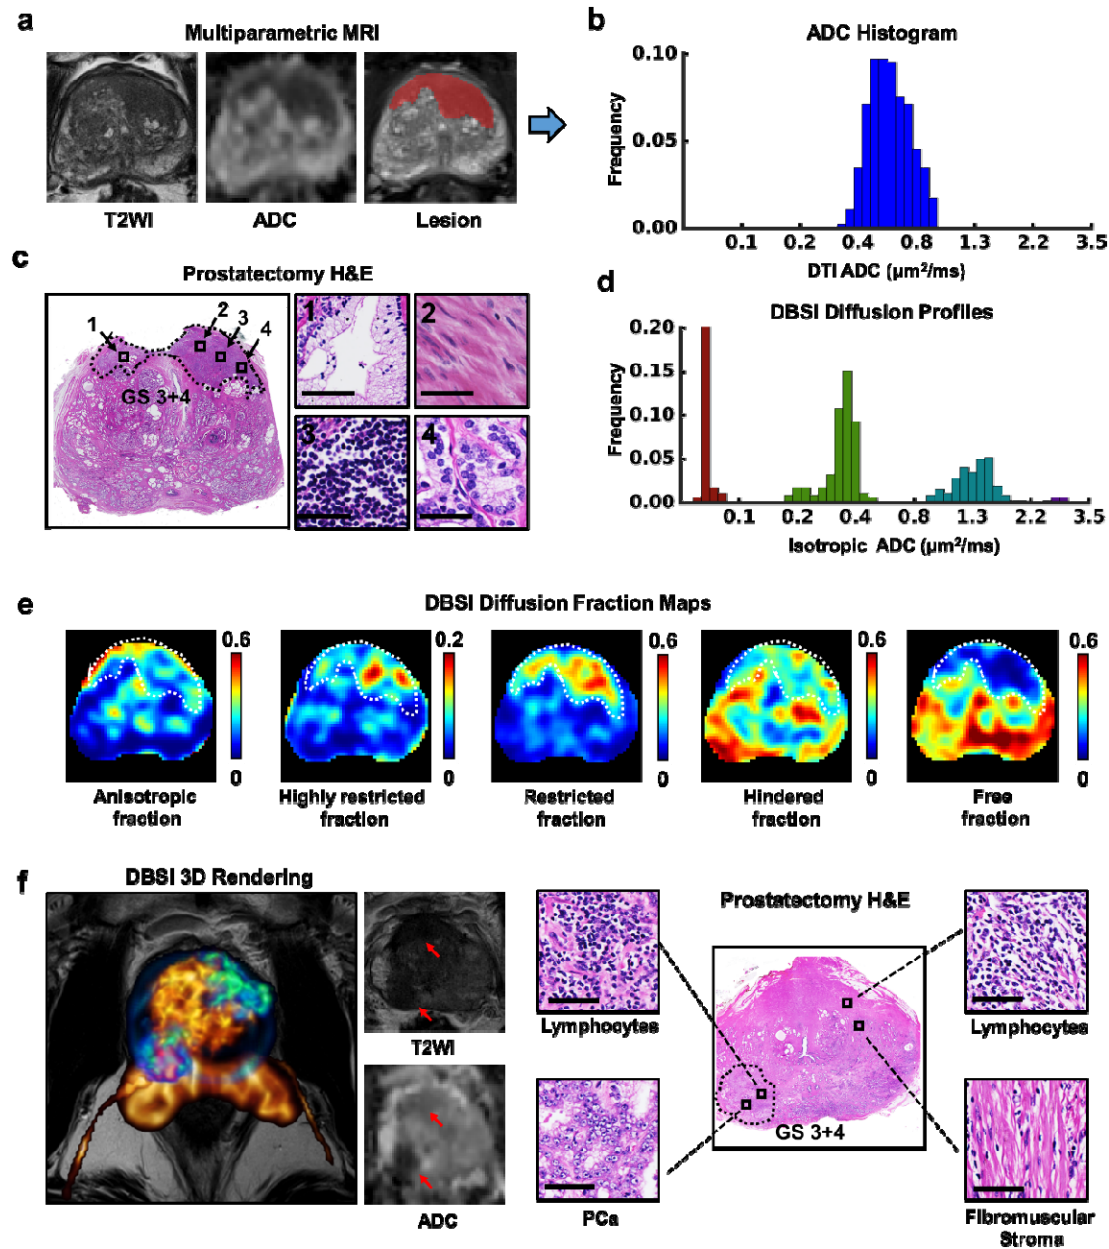 a
Multiparametric MRI
T2WI
ADC
Lesion
b
ADC Histogram
Frequency
0.10
0.05
0.00
0.1 0.2 0.4 0.8 1.3 2.2 3.5
DTI ADC (μm²/ms)
c
Prostatectomy H&E
1
2
3
4
GS 3+4
1
2
3
4
d
DBSI Diffusion Profiles
Frequency
0.20
0.15
0.10
0.05
0.00
0.1 0.2 0.4 0.8 1.3 2.2 3.5
Isotropic ADC (μm²/ms)
e
DBSI Diffusion Fraction Maps
0.6
0
Anisotropic
fraction
0.2
0
Highly restricted
fraction
0.6
0
Restricted
fraction
0.6
0
Hindered
fraction
0.6
0
Free
fraction
f
DBSI 3D Rendering
T2WI
ADC
Prostatectomy H&E
Lymphocytes
PCa
GS 3+4
Lymphocytes
Fibromuscular
Stroma